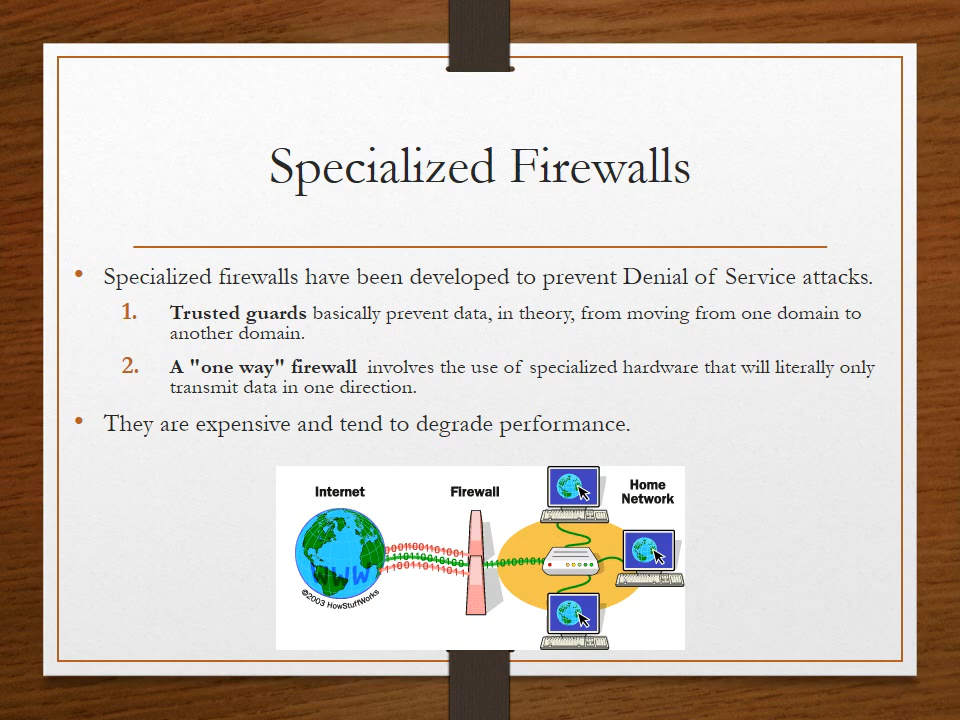 Specialized Firewalls
• Specialized firewalls have been developed to prevent Denial of Service attacks.
1. Trusted guards basically prevent data, in theory, from moving from one domain to
another domain.
2. A "one way" firewall involves the use of specialized hardware that will literally only
transmit data in one direction.
• They are expensive and tend to degrade performance.
Internet
Firewall
Home
Network
WWW
©2003 HowStuffWorks